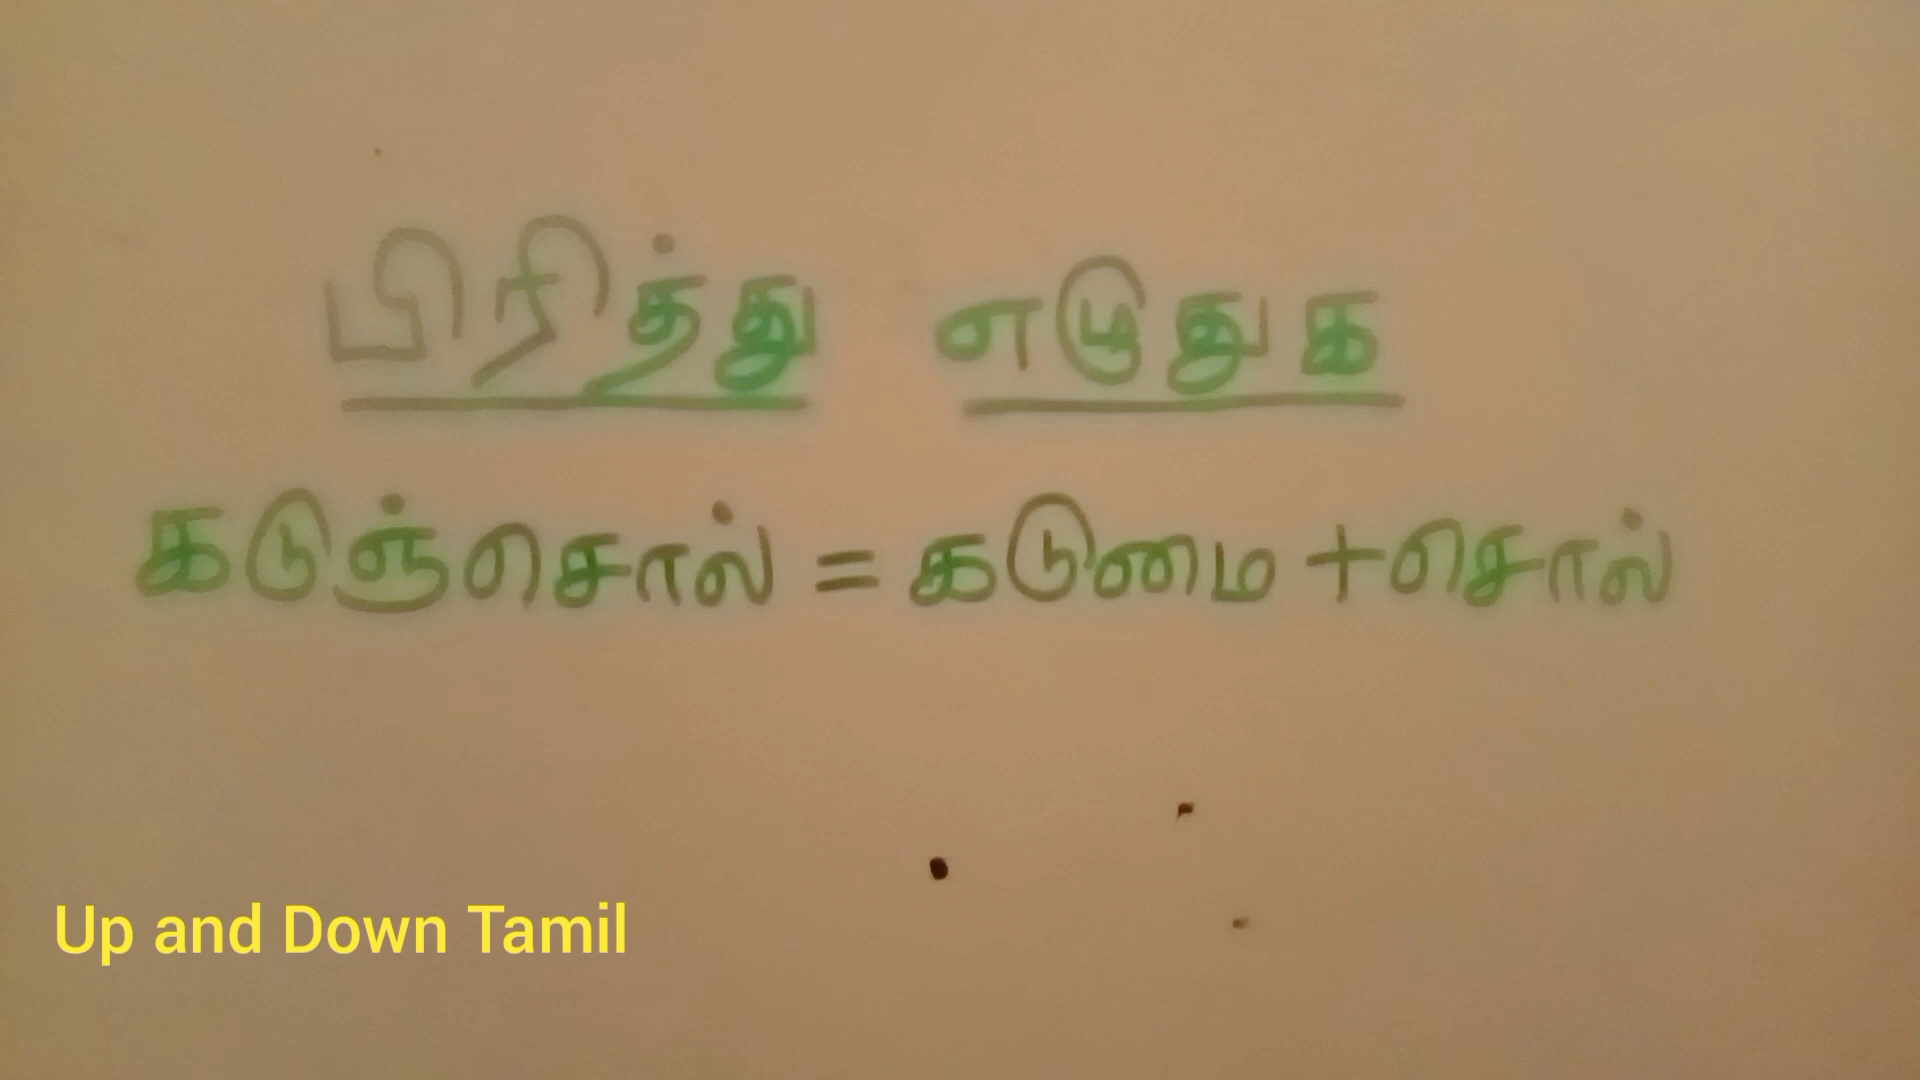 பிரித்து எழுதுக
கடுஞ்சொல் = கடுமை + சொல்
Up and Down Tamil